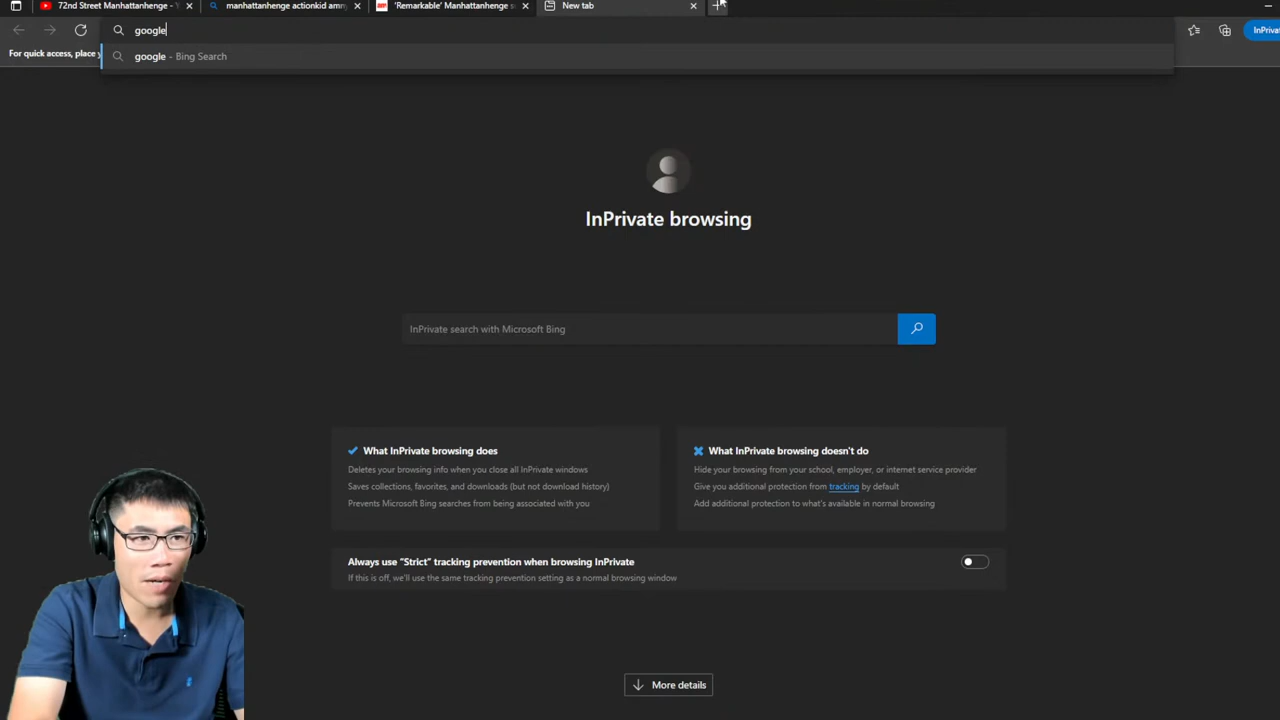 72nd Street Manhattanhenge - Y
manhattanhenge actionkid amn
'Remarkable' Manhattanhenge s
New tab
google
InPriva
google - Bing Search
For quick access, place y
InPrivate browsing
InPrivate search with Microsoft Bing
What InPrivate browsing does
Deletes your browsing info when you close all InPrivate windows
Saves collections, favorites, and downloads (but not download history)
Prevents Microsoft Bing searches from being associated with you
What InPrivate browsing doesn't do
Hide your browsing from your school, employer, or internet service provider
Give you additional protection from tracking by default
Add additional protection to what's available in normal browsing
Always use "Strict" tracking prevention when browsing InPrivate
If this is off, we'll use the same tracking prevention setting as a normal browsing window
More details